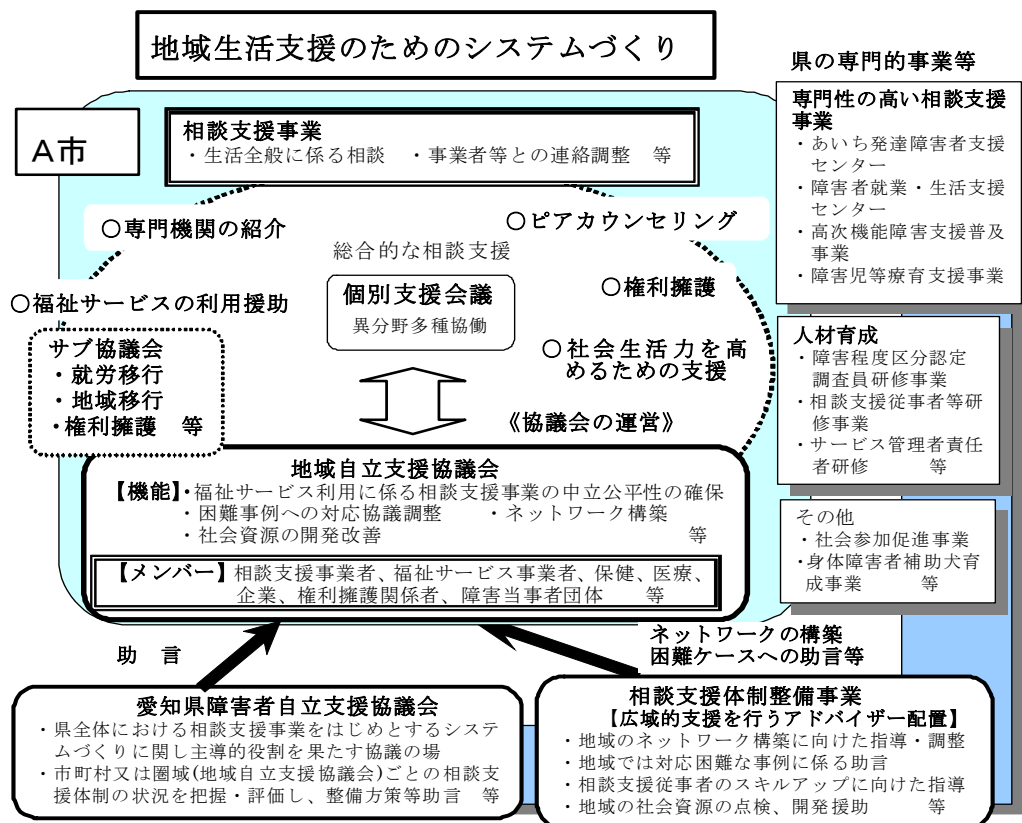 地域生活支援のためのシステムづくり
A市
相談支援事業
・生活全般に係る相談　・事業者等との連絡調整　等
○専門機関の紹介
○ピアカウンセリング
総合的な相談支援
個別支援会議
異分野多種協働
○権利擁護
○福祉サービスの利用援助
サブ協議会
・就労移行
・地域移行
・権利擁護　等
○社会生活力を高
めるための支援
《協議会の運営》
地域自立支援協議会
【機能】・福祉サービス利用に係る相談支援事業の中立公平性の確保
・困難事例への対応協議調整　・ネットワーク構築
・社会資源の開発改善　等
【メンバー】相談支援事業者、福祉サービス事業者、保健、医療、
企業、権利擁護関係者、障害当事者団体　等
助　言
ネットワークの構築
困難ケースへの助言等
愛知県障害者自立支援協議会
・県全体における相談支援事業をはじめとするシステ
ムづくりに関し主導的役割を果たす協議の場
・市町村又は圏域(地域自立支援協議会)ごとの相談支
援体制の状況を把握・評価し、整備方策等助言　等
相談支援体制整備事業
【広域的支援を行うアドバイザー配置】
・地域のネットワーク構築に向けた指導・調整
・地域では対応困難な事例に係る助言
・相談支援従事者のスキルアップに向けた指導
・地域の社会資源の点検、開発援助　等
県の専門的事業等
専門性の高い相談支援
事業
・あいち発達障害者支援
センター
・障害者就業・生活支援
センター
・高次機能障害支援普及
事業
・障害児等療育支援事業
人材育成
・障害程度区分認定
調査員研修事業
・相談支援従事者等研
修事業
・サービス管理者責任
者研修　等
その他
・社会参加促進事業
・身体障害者補助犬育
成事業　等